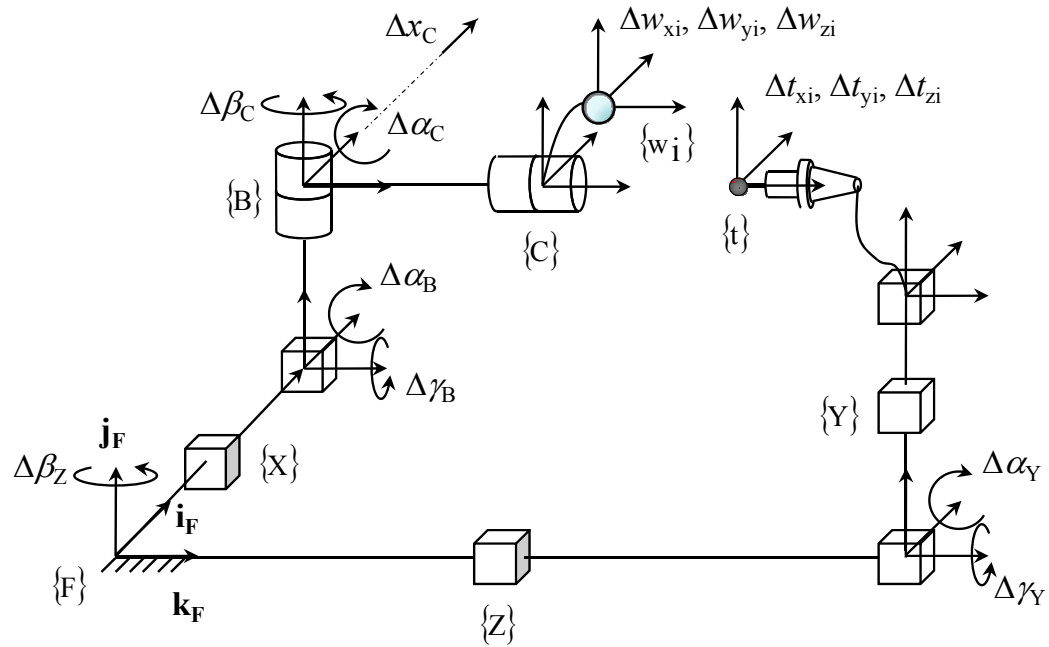 Δx_C
Δw_xi, Δw_yi, Δw_zi
Δt_xi, Δt_yi, Δt_zi
Δβ_C
Δα_C
{w_i}
{B}
{C}
{t}
Δα_B
Δγ_B
{Y}
j_F
{X}
Δβ_Z
Δα_Y
i_F
{F}
k_F
{Z}
Δγ_Y